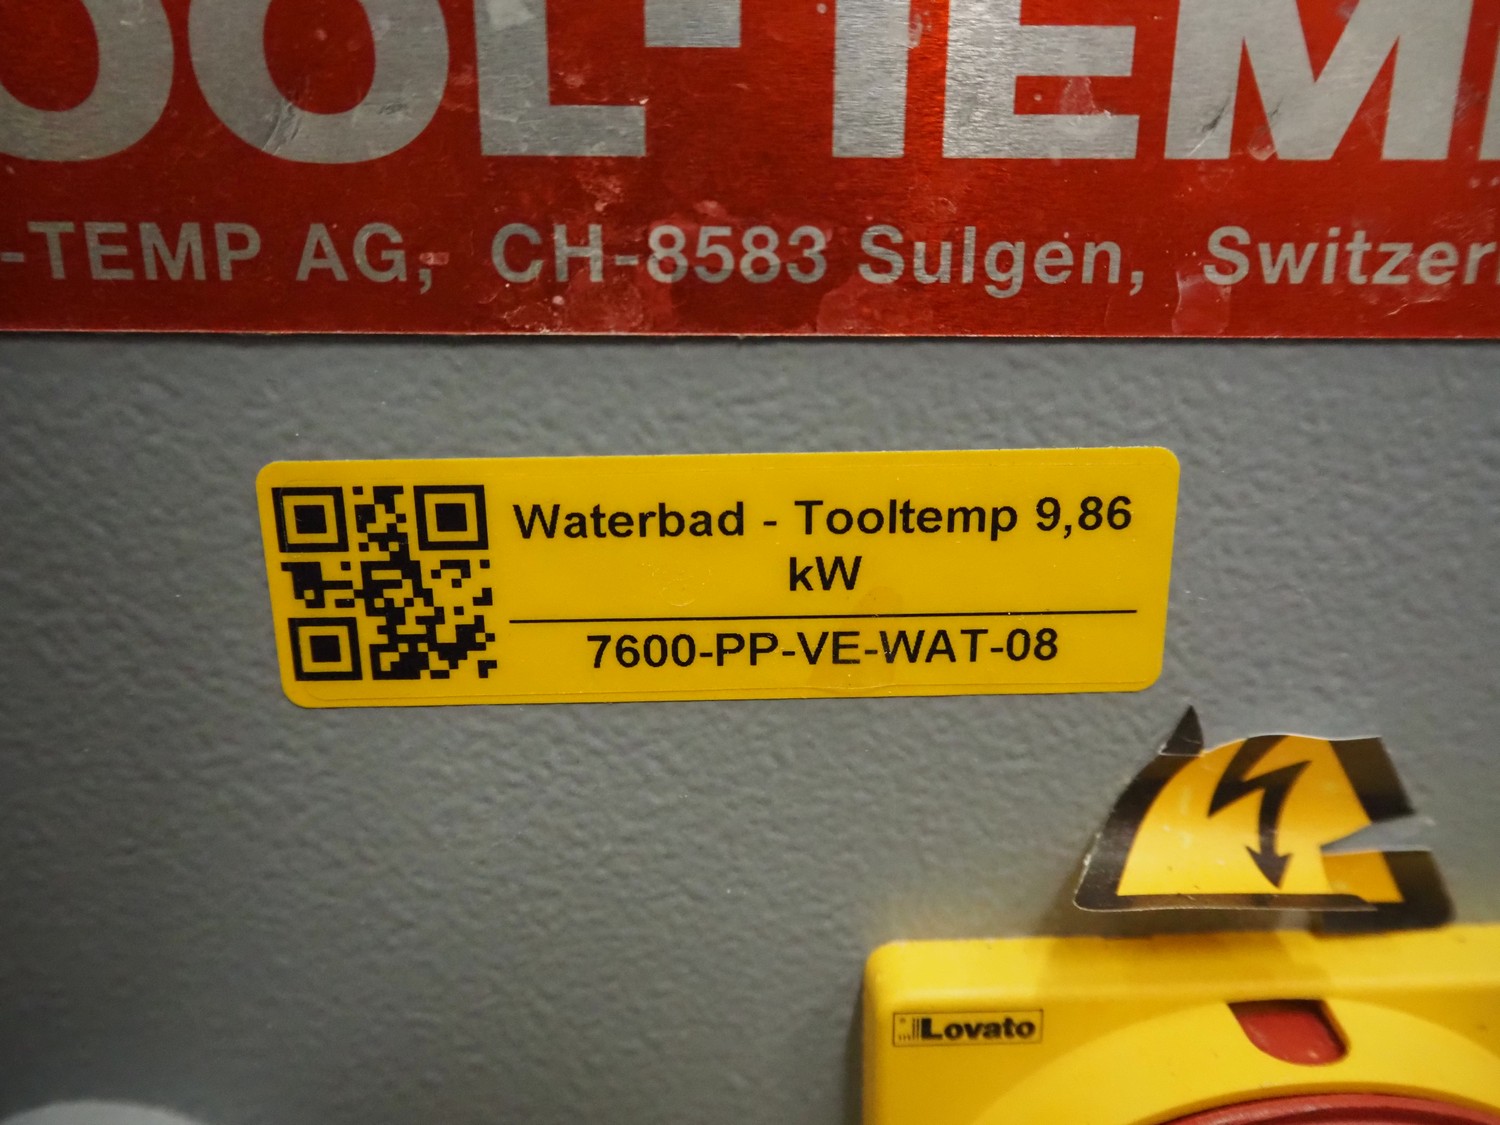 OOL-TEM
-TEMP AG, CH-8583 Sulgen, Switzer
Waterbad - Tooltemp 9,86
kW
7600-PP-VE-WAT-08
Lovato